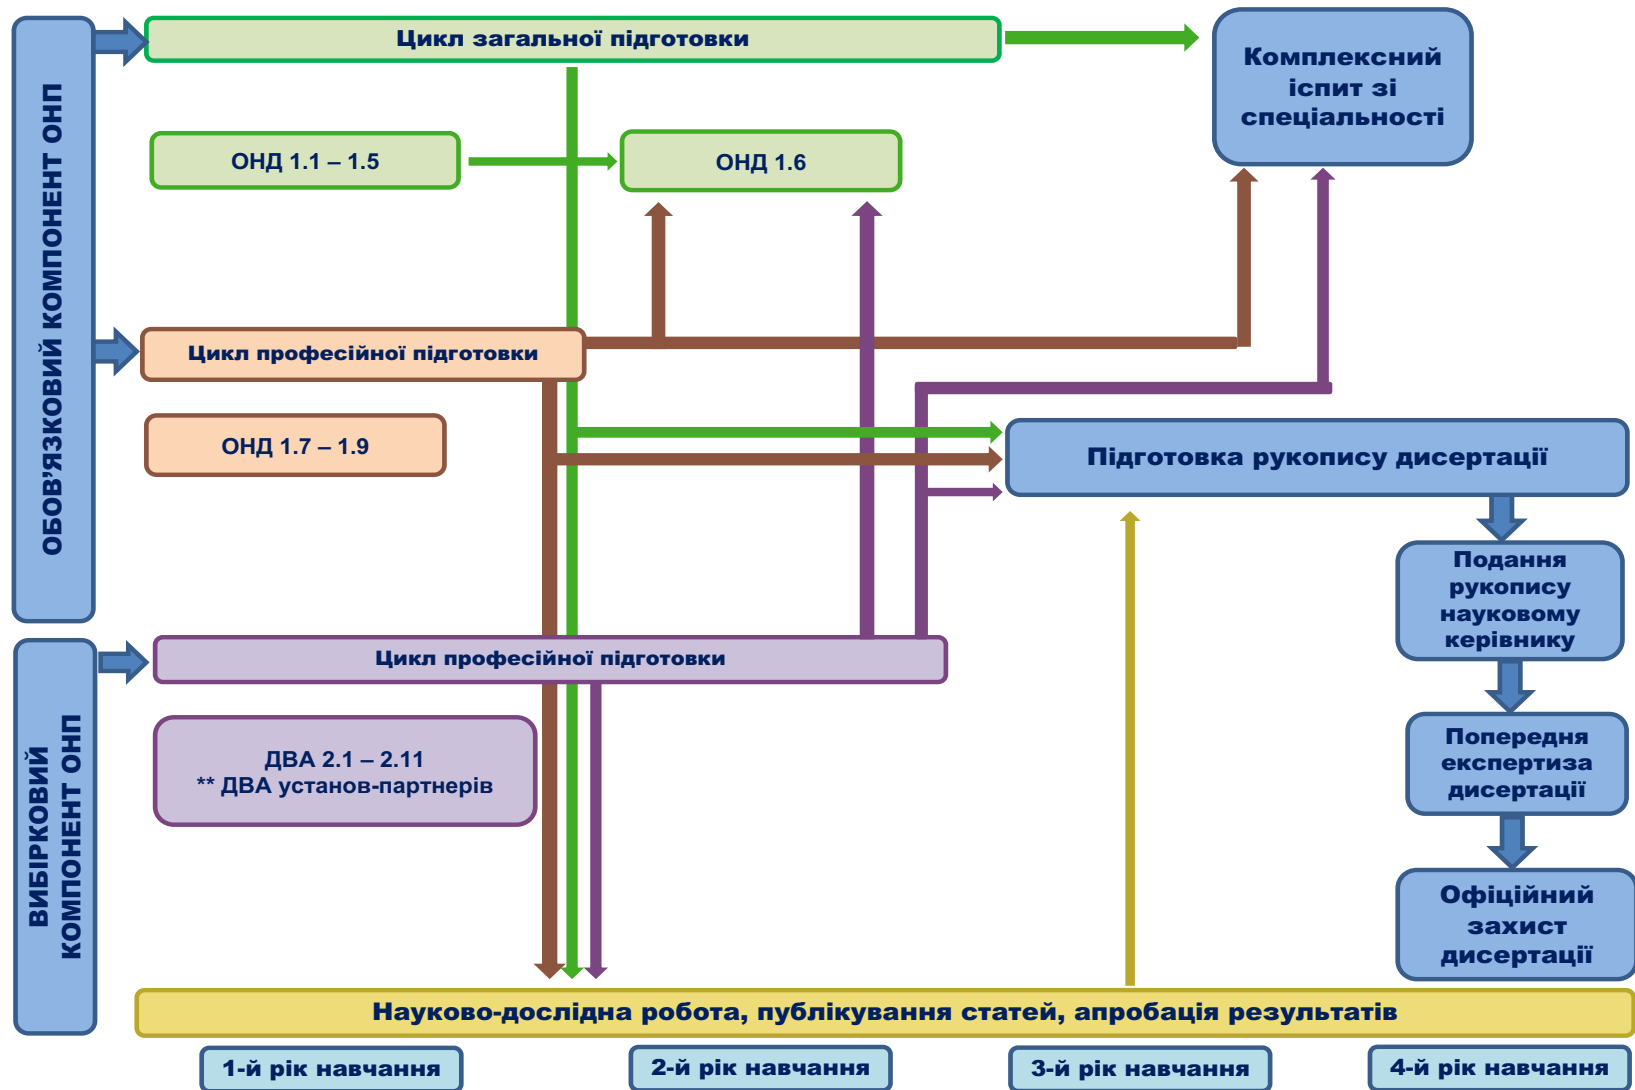 ОБОВ’ЯЗКОВИЙ КОМПОНЕНТ ОНП
Цикл загальної підготовки
Комплексний
іспит зі
спеціальності
ОНД 1.1 – 1.5
ОНД 1.6
Цикл професійної підготовки
ОНД 1.7 – 1.9
Підготовка рукопису дисертації
Подання
рукопису
науковому
керівнику
ВИБІРКОВИЙ
КОМПОНЕНТ ОНП
Цикл професійної підготовки
ДВА 2.1 – 2.11
** ДВА установ-партнерів
Попередня
експертиза
дисертації
Офіційний
захист
дисертації
Науково-дослідна робота, публікування статей, апробація результатів
1-й рік навчання
2-й рік навчання
3-й рік навчання
4-й рік навчання